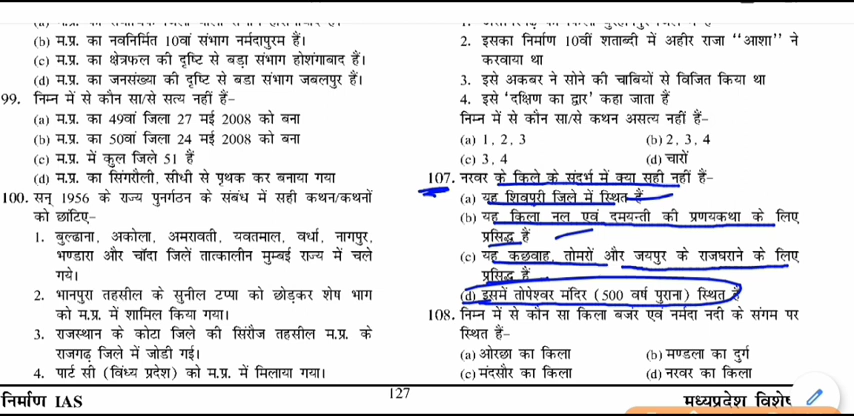 (b) म.प्र. का नवनिर्मित 10वां संभाग नर्मदापुरम हैं।
(c) म.प्र. का क्षेत्रफल की दृष्टि से बड़ा संभाग होशंगाबाद हैं।
(d) म.प्र. का जनसंख्या की दृष्टि से बडा संभाग जबलपुर हैं।
99. निम्न में से कौन सा/से सत्य नहीं हैं-
(a) म.प्र. का 49वां जिला 27 मई 2008 को बना
(b) म.प्र. का 50वां जिला 24 मई 2008 को बना
(c) म.प्र. में कुल जिले 51 हैं
(d) म.प्र. का सिंगरौली, सीधी से पृथक कर बनाया गया
100. सन् 1956 के राज्य पुनर्गठन के संबंध में सही कथन/कथनों
को छांटिए-
1. बुल्ढाना, अकोला, अमरावती, यवतमाल, वर्धा, नागपुर,
भण्डारा और चाँदा जिलें तात्कालीन मुम्बई राज्य में चले
गये।
2. भानपुरा तहसील के सुनील टप्पा को छोड़कर शेष भाग
को म.प्र. में शामिल किया गया।
3. राजस्थान के कोटा जिले की सिरौंज तहसील म.प्र. के
राजगढ़ जिले में जोडी गई।
4. पार्ट सी (विंध्य प्रदेश) को म.प्र. में मिलाया गया।
2. इसका निर्माण 10वीं शताब्दी में अहीर राजा ‘‘आशा’’ ने
करवाया था
3. इसे अकबर ने सोने की चाबियों से विजित किया था
4. इसे ‘दक्षिण का द्वार’ कहा जाता हैं
निम्न में से कौन सा/से कथन असत्य नहीं हैं-
(a) 1, 2, 3 (b) 2, 3, 4
(c) 3, 4 (d) चारों
107. नरवर के किले के संदर्भ में क्या सही नहीं हैं-
(a) यह शिवपुरी जिले में स्थित हैं
(b) यह किला नल एवं दमयन्ती की प्रणयकथा के लिए
प्रसिद्ध हैं
(c) यह कछवाह, तोमरों और जयपुर के राजघराने के लिए
प्रसिद्ध हैं
(d) इसमें तोपेश्वर मंदिर (500 वर्ष पुराना) स्थित हैं
108. निम्न में से कौन सा किला बजंर एवं नर्मदा नदी के संगम पर
स्थित हैं-
(a) ओरछा का किला (b) मण्डला का दुर्ग
(c) मंदसौर का किला (d) नरवर का किला
निर्माण IAS 127 मध्यप्रदेश